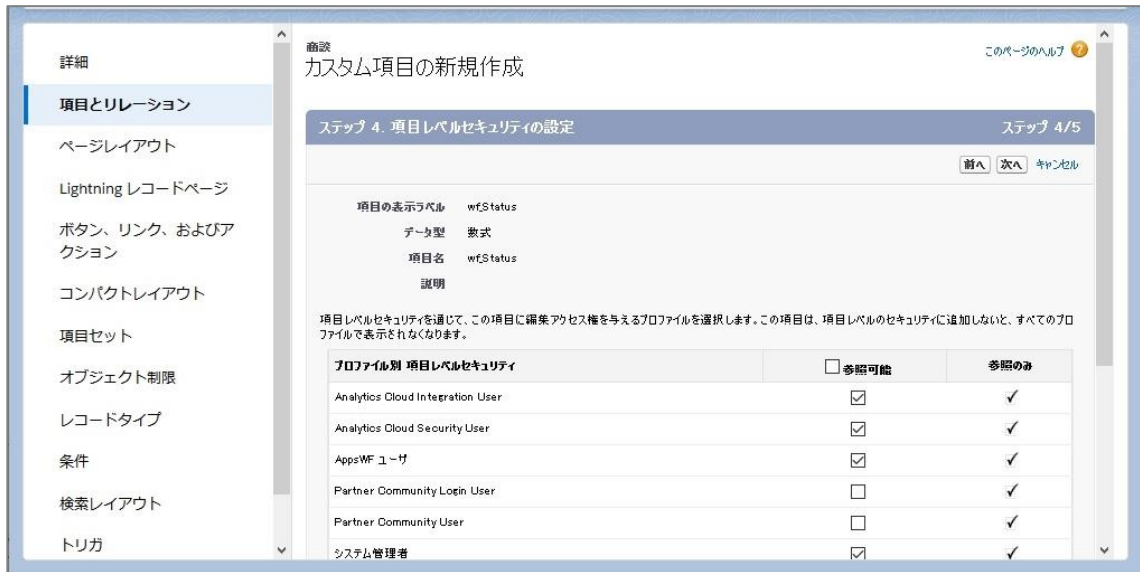 詳細
項目とリレーション
ページレイアウト
Lightning レコードページ
ボタン、リンク、およびア
クション
コンパクトレイアウト
項目セット
オブジェクト制限
レコードタイプ
条件
検索レイアウト
トリガ
商談
カスタム項目の新規作成
このページのヘルプ
ステップ 4. 項目レベルセキュリティの設定
ステップ 4/5
前へ 次へ キャンセル
項目の表示ラベル wf_Status
データ型 数式
項目名 wf_Status
説明
項目レベルセキュリティを通じて、この項目に編集アクセス権を与えるプロファイルを選択します。この項目は、項目レベルのセキュリティに追加しないと、すべてのプロ
ファイルで表示されなくなります。
プロファイル別 項目レベルセキュリティ 参照可能 参照のみ
Analytics Cloud Integration User
Analytics Cloud Security User
AppsWF ユーザ
Partner Community Login User
Partner Community User
システム管理者